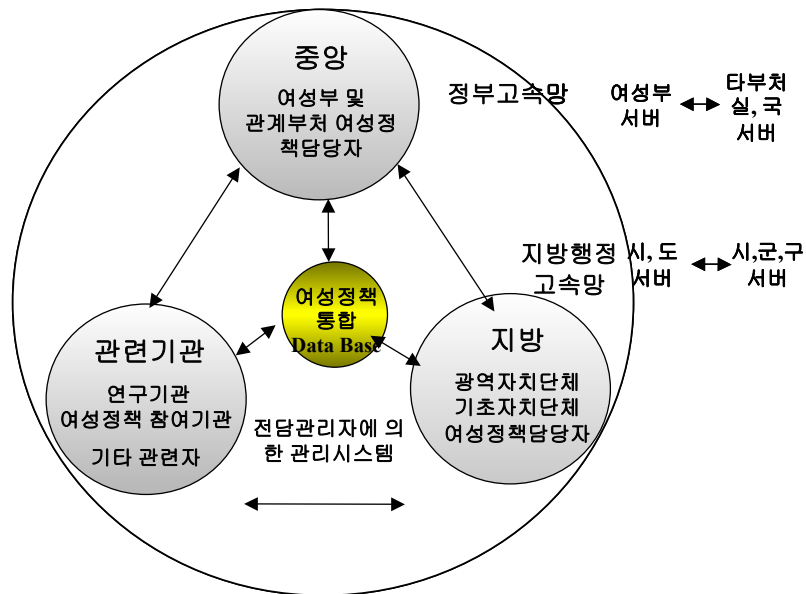 중앙
여성부 및
관계부처 여성정
책담당자
정부고속망
여성부
서버
타부처
실, 국
서버
지방행정
고속망
시, 도
서버
시,군,구
서버
여성정책
통합
Data Base
관련기관
연구기관
여성정책 참여기관
기타 관련자
지방
광역자치단체
기초자치단체
여성정책담당자
전담관리자에 의
한 관리시스템